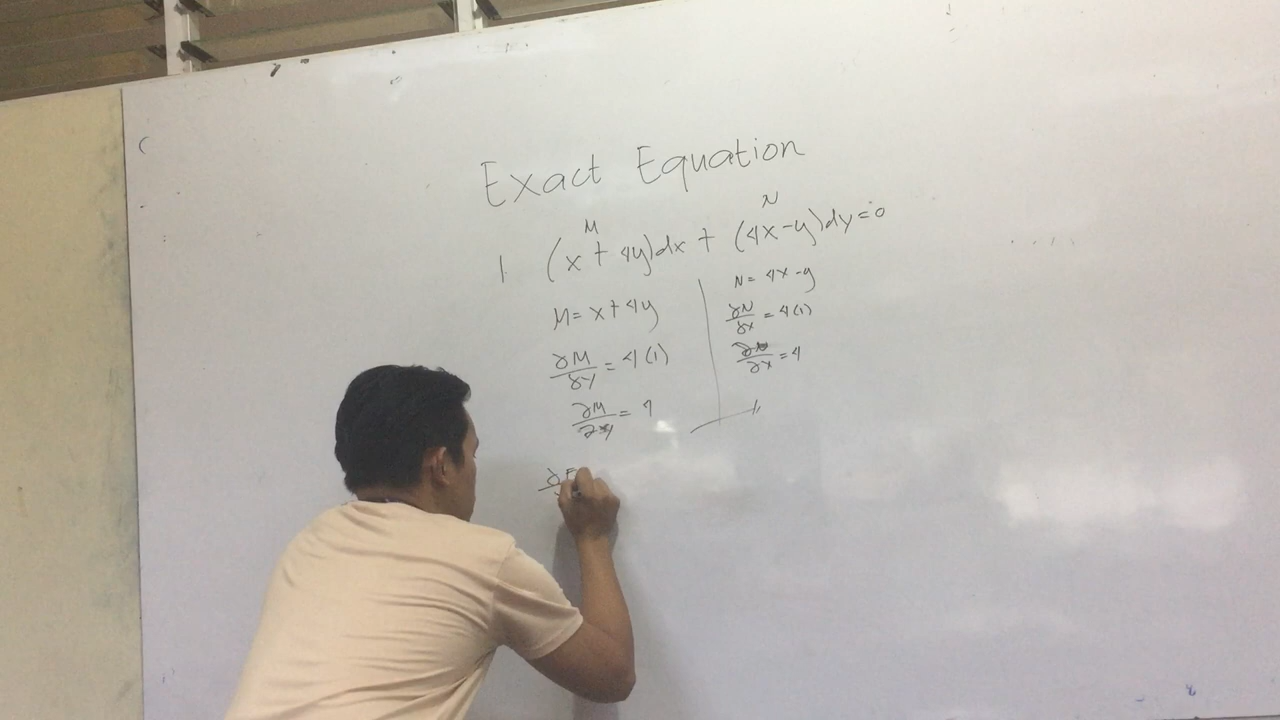 Exact Equation
M N
1 (x + 4y)dx + (4x-y)dy=0
M= x+4y
∂M/∂y = 4(1)
∂M/∂y = 4
N= 4x-y
∂N/∂x = 4(1)
∂N/∂x = 4
∂F